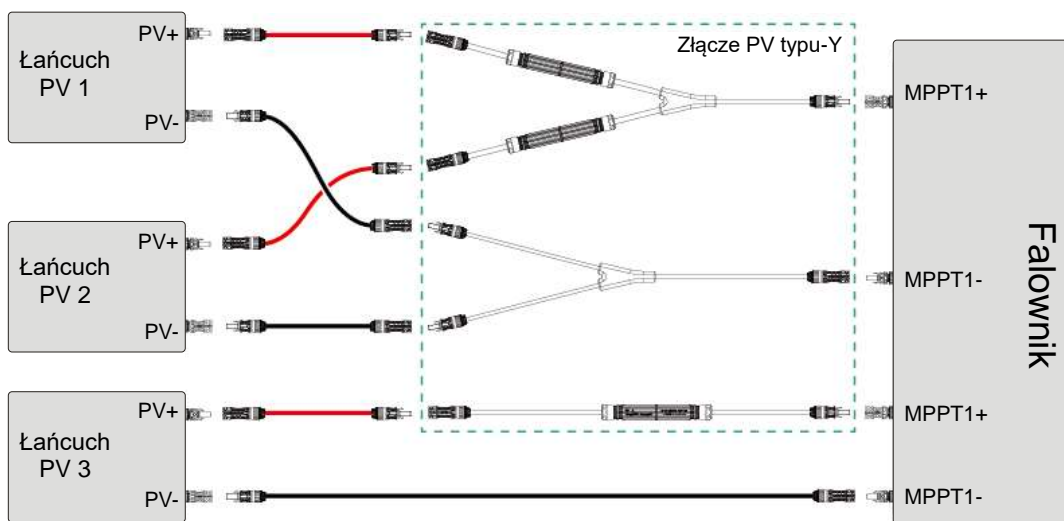 PV+
Łańcuch
PV 1
PV-
Złącze PV typu-Y
MPPT1+
PV+
Łańcuch
PV 2
PV-
MPPT1-
Falownik
PV+
Łańcuch
PV 3
PV-
MPPT1+
MPPT1-